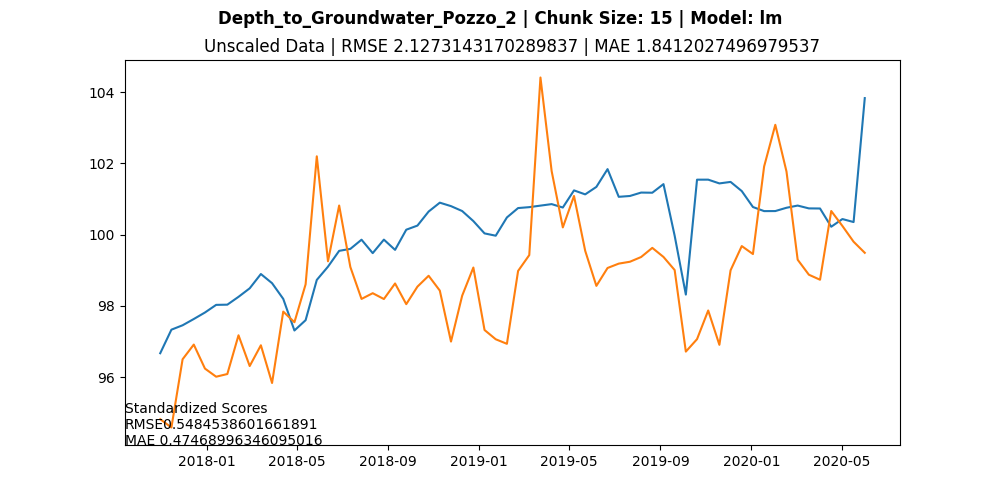 Depth_to_Groundwater_Pozzo_2 | Chunk Size: 15 | Model: lm
Unscaled Data | RMSE 2.1273143170289837 | MAE 1.8412027496979537
104
102
100
98
96
Standardized Scores
RMSE0.5484538601661891
MAE 0.47468996346095016
2018-01 2018-05 2018-09 2019-01 2019-05 2019-09 2020-01 2020-05